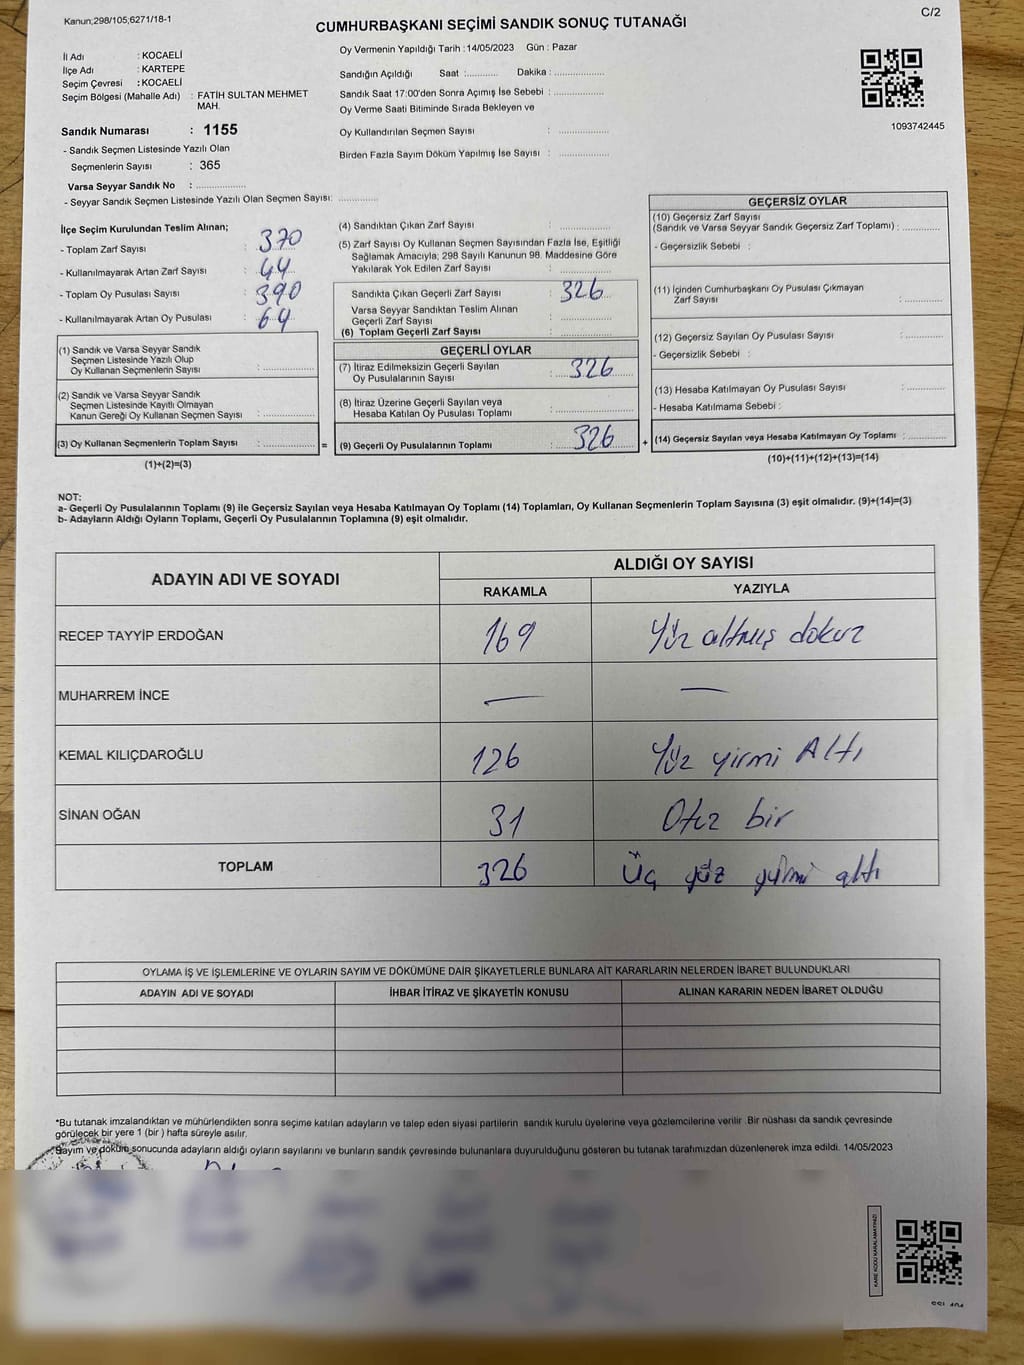 Kanun;298/105;6271/18-1
C/2
CUMHURBAŞKANI SEÇİMİ SANDIK SONUÇ TUTANAĞI
İl Adı : KOCAELİ
İlçe Adı : KARTEPE
Seçim Çevresi : KOCAELİ
Seçim Bölgesi (Mahalle Adı) : FATİH SULTAN MEHMET
MAH.
Sandık Numarası : 1155
- Sandık Seçmen Listesinde Yazılı Olan
Seçmenlerin Sayısı : 365
Varsa Seyyar Sandık No : ..................
- Seyyar Sandık Seçmen Listesinde Yazılı Olan Seçmen Sayısı: ..............
Oy Vermenin Yapıldığı Tarih : 14/05/2023 Gün : Pazar
Sandığın Açıldığı Saat :........... Dakika : ..................
Sandık Saat 17:00'den Sonra Açımış İse Sebebi : ..................
Oy Verme Saati Bitiminde Sırada Bekleyen ve
Oy Kullandırılan Seçmen Sayısı : ..................
Birden Fazla Sayım Döküm Yapılmış İse Sayısı : ..................
1093742445
İlçe Seçim Kurulundan Teslim Alınan;
- Toplam Zarf Sayısı : 370
- Kullanılmayarak Artan Zarf Sayısı : 44
- Toplam Oy Pusulası Sayısı : 390
- Kullanılmayarak Artan Oy Pusulası : 64
(1) Sandık ve Varsa Seyyar Sandık
Seçmen Listesinde Yazılı Olup
Oy Kullanan Seçmenlerin Sayısı : ..................
(2) Sandık ve Varsa Seyyar Sandık
Seçmen Listesinde Kayıtlı Olmayan
Kanun Gereği Oy Kullanan Seçmen Sayısı : ..................
(3) Oy Kullanan Seçmenlerin Toplam Sayısı : .................. =
(1)+(2)=(3)
(4) Sandıktan Çıkan Zarf Sayısı : ..................
(5) Zarf Sayısı Oy Kullanan Seçmen Sayısından Fazla İse, Eşitliği
Sağlamak Amacıyla; 298 Sayılı Kanunun 98. Maddesine Göre
Yakılarak Yok Edilen Zarf Sayısı : ..................
Sandıkta Çıkan Geçerli Zarf Sayısı : 326
Varsa Seyyar Sandıktan Teslim Alınan
Geçerli Zarf Sayısı : ..................
(6) Toplam Geçerli Zarf Sayısı : ..................
GEÇERLİ OYLAR
(7) İtiraz Edilmeksizin Geçerli Sayılan
Oy Pusulalarının Sayısı : 326
(8) İtiraz Üzerine Geçerli Sayılan veya
Hesaba Katılan Oy Pusulası Toplamı : ..................
(9) Geçerli Oy Pusulalarının Toplamı : 326 +
GEÇERSİZ OYLAR
(10) Geçersiz Zarf Sayısı
(Sandık ve Varsa Seyyar Sandık Geçersiz Zarf Toplamı) : ..............
- Geçersizlik Sebebi :
(11) İçinden Cumhurbaşkanı Oy Pusulası Çıkmayan
Zarf Sayısı : ..............
(12) Geçersiz Sayılan Oy Pusulası Sayısı : ..............
- Geçersizlik Sebebi :
(13) Hesaba Katılmayan Oy Pusulası Sayısı : ..............
- Hesaba Katılmama Sebebi :
(14) Geçersiz Sayılan veya Hesaba Katılmayan Oy Toplamı : ..............
(10)+(11)+(12)+(13)=(14)
NOT:
a- Geçerli Oy Pusulalarının Toplamı (9) ile Geçersiz Sayılan veya Hesaba Katılmayan Oy Toplamı (14) Toplamları, Oy Kullanan Seçmenlerin Toplam Sayısına (3) eşit olmalıdır. (9)+(14)=(3)
b- Adayların Aldığı Oyların Toplamı, Geçerli Oy Pusulalarının Toplamına (9) eşit olmalıdır.
ADAYIN ADI VE SOYADI ALDIĞI OY SAYISI
RAKAMLA YAZIYLA
RECEP TAYYİP ERDOĞAN 169 Yüz altmış dokuz
MUHARREM İNCE — —
KEMAL KILIÇDAROĞLU 126 Yüz yirmi Altı
SİNAN OĞAN 31 Otuz bir
TOPLAM 326 Üç yüz yirmi altı
OYLAMA İŞ VE İŞLEMLERİNE VE OYLARIN SAYIM VE DÖKÜMÜNE DAİR ŞİKAYETLERLE BUNLARA AİT KARARLARIN NELERDEN İBARET BULUNDUKLARI
ADAYIN ADI VE SOYADI İHBAR İTİRAZ VE ŞİKAYETİN KONUSU ALINAN KARARIN NEDEN İBARET OLDUĞU
*Bu tutanak imzalandıktan ve mühürlendikten sonra seçime katılan adayların ve talep eden siyasi partilerin sandık kurulu üyelerine veya gözlemcilerine verilir. Bir nüshası da sandık çevresinde
görülecek bir yere 1 (bir ) hafta süreyle asılır.
Sayım ve döküm sonucunda adayların aldığı oyların sayılarını ve bunların sandık çevresinde bulunanlara duyurulduğunu gösteren bu tutanak tarafımızdan düzenlenerek imza edildi. 14/05/2023
KARE KODU KARALAMAYINIZ!